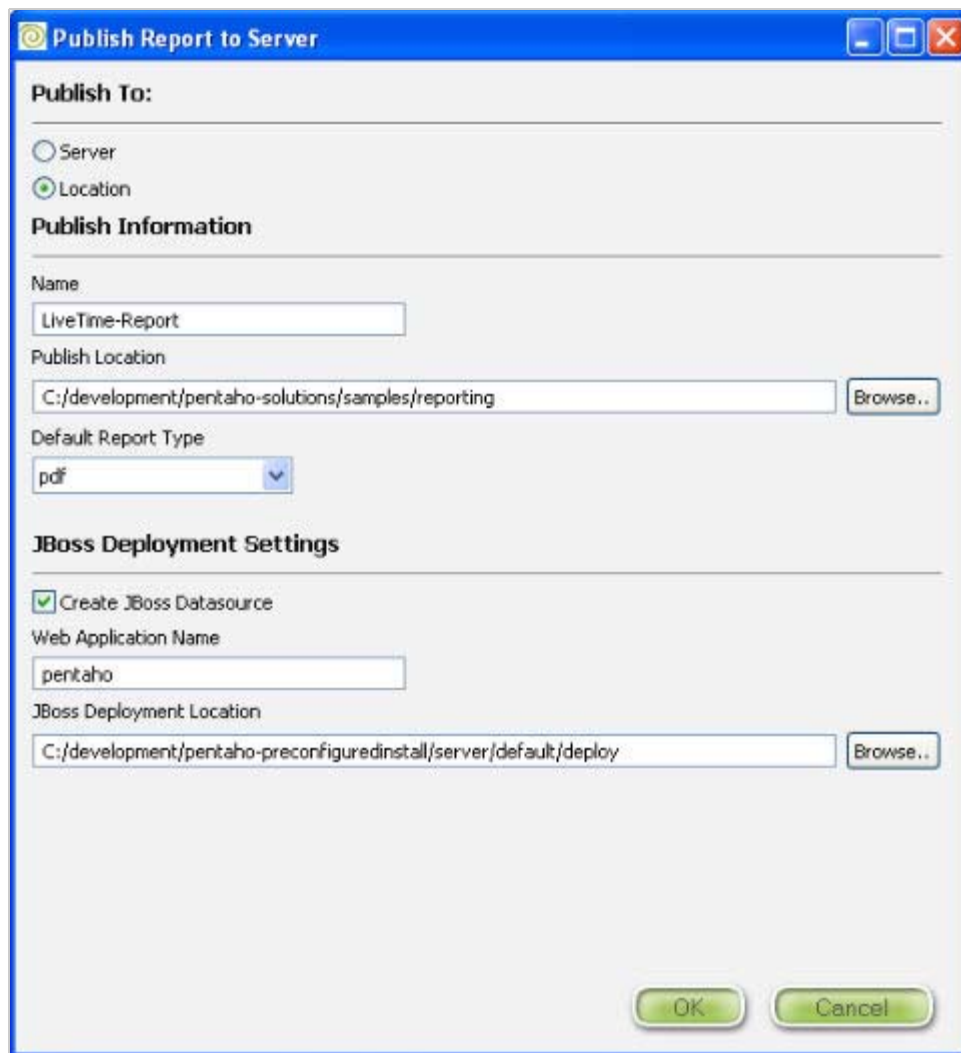 Publish Report to Server
Publish To:
Server
Location
Publish Information
Name
LiveTime-Report
Publish Location
C:/development/pentaho-solutions/samples/reporting
Browse..
Default Report Type
pdf
JBoss Deployment Settings
Create JBoss Datasource
Web Application Name
pentaho
JBoss Deployment Location
C:/development/pentaho-preconfiguredinstall/server/default/deploy
Browse..
OK
Cancel